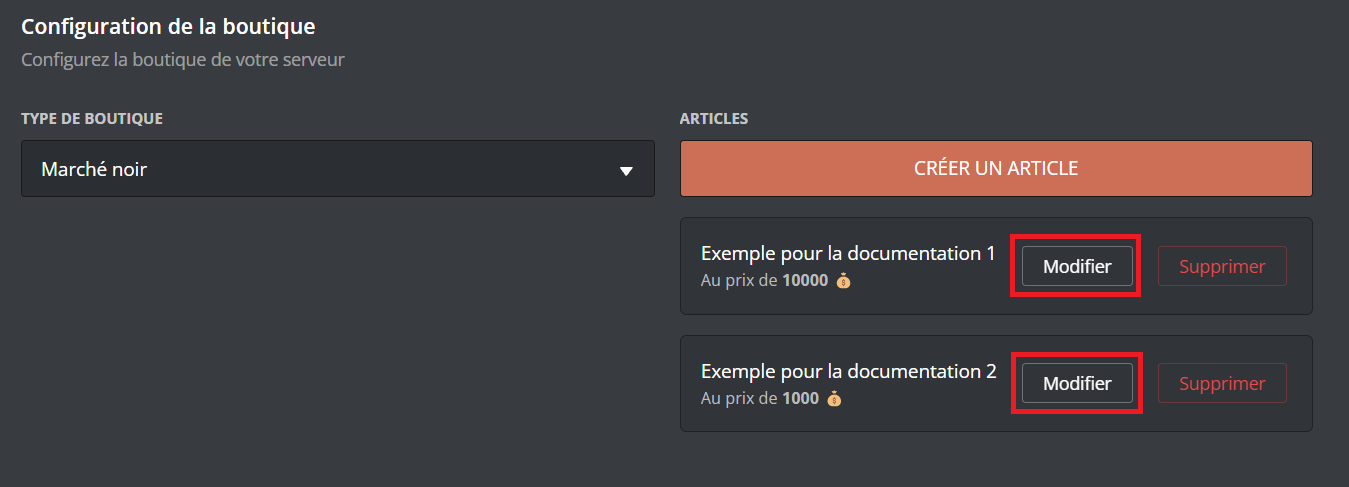 Configuration de la boutique
Configurez la boutique de votre serveur
TYPE DE BOUTIQUE
Marché noir
ARTICLES
CRÉER UN ARTICLE
Exemple pour la documentation 1
Au prix de 10000
Modifier
Supprimer
Exemple pour la documentation 2
Au prix de 1000
Modifier
Supprimer